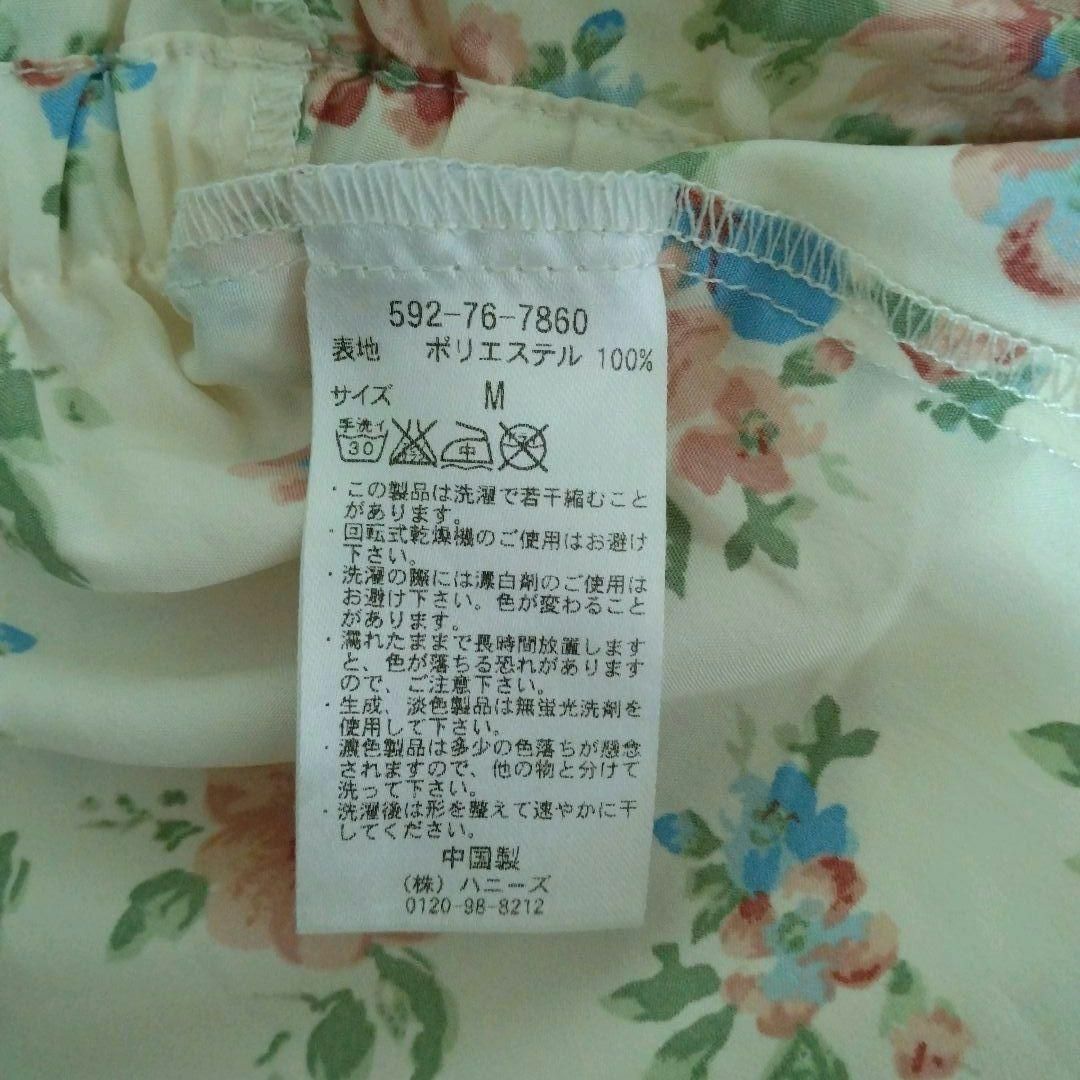 592-76-7860
表地 ポリエステル 100%
サイズ M
手洗イ 30 中
・この製品は洗濯で若干縮むこと
があります。
・回転式乾燥機のご使用はお避け
下さい。
・洗濯の際には漂白剤のご使用は
お避け下さい。色が変わること
があります。
・濡れたままで長時間放置します
と、色が落ちる恐れがあります
ので、ご注意下さい。
・生成、淡色製品は無蛍光洗剤を
使用して下さい。
・濃色製品は多少の色落ちが懸念
されますので、他の物と分けて
洗って下さい。
・洗濯後は形を整えて速やかに干
してください。
中国製
(株) ハニーズ
0120-98-8212